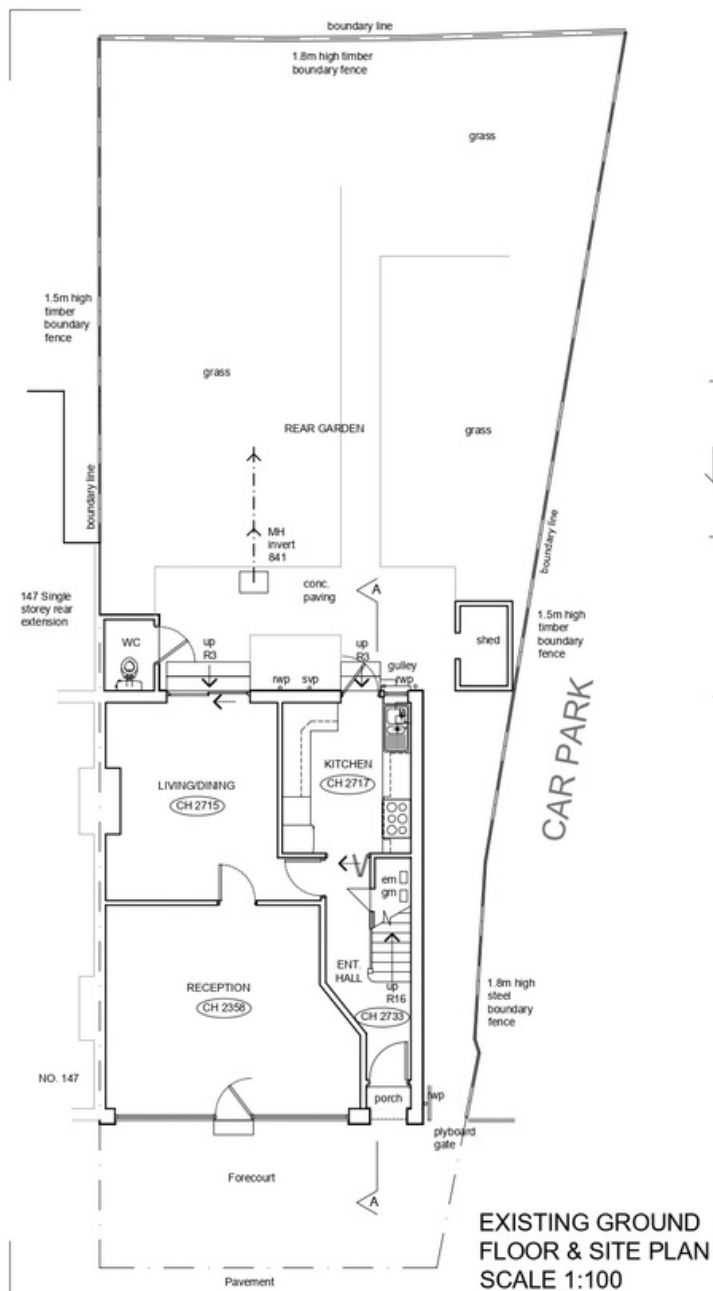 boundary line
1.8m high timber
boundary fence
grass
1.5m high
timber
boundary
fence
grass
REAR GARDEN
grass
boundary line
MH
invert
841
conc.
paving
A
boundary line
147 Single
storey rear
extension
WC
up
R3
up
R3
gulley
rwp
svp
rwp
shed
1.5m high
timber
boundary
fence
CAR PARK
KITCHEN
CH 2717
LIVING/DINING
CH 2715
em
gm
ENT.
HALL
up
R16
CH 2733
RECEPTION
CH 2358
1.8m high
steel
boundary
fence
NO. 147
porch
rwp
plyboard
gate
Forecourt
A
Pavement
EXISTING GROUND
FLOOR & SITE PLAN
SCALE 1:100